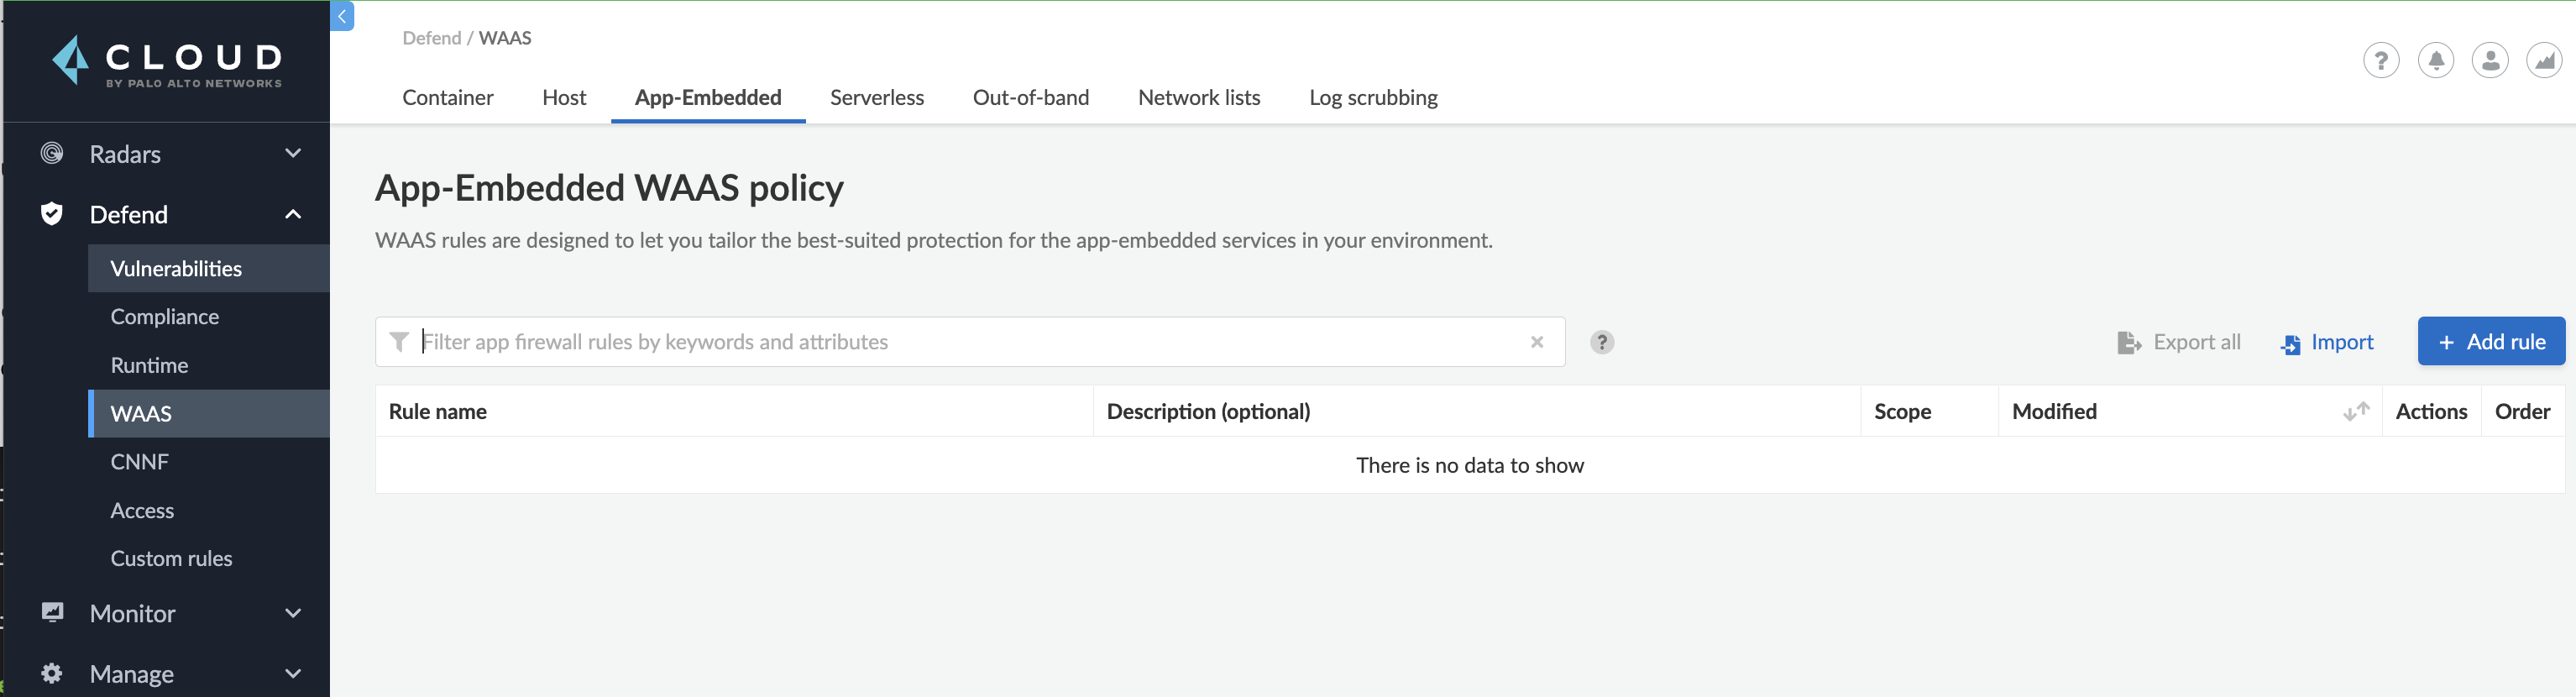 CLOUD
BY PALO ALTO NETWORKS
Radars
Defend
Vulnerabilities
Compliance
Runtime
WAAS
CNNF
Access
Custom rules
Monitor
Manage
Defend / WAAS
Container Host App-Embedded Serverless Out-of-band Network lists Log scrubbing
App-Embedded WAAS policy
WAAS rules are designed to let you tailor the best-suited protection for the app-embedded services in your environment.
Filter app firewall rules by keywords and attributes
Export all Import + Add rule
Rule name Description (optional) Scope Modified Actions Order
There is no data to show